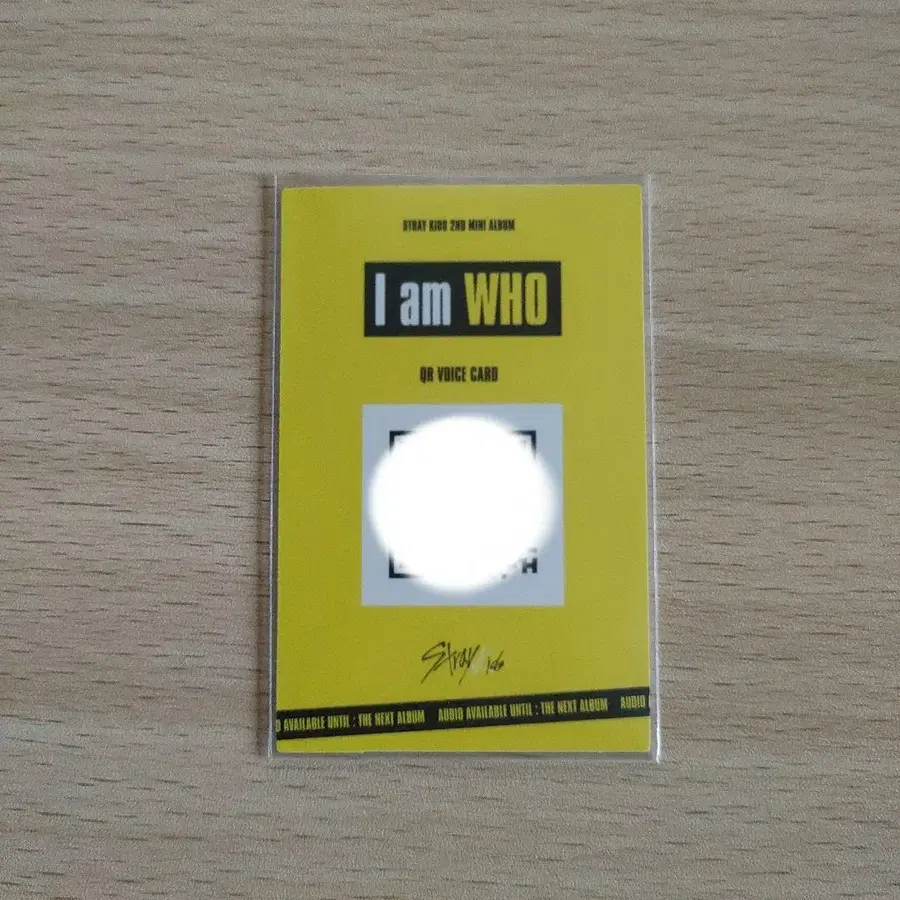 STRAY KIDS 2ND MINI ALBUM
I am WHO
QR VOICE CARD
Stray Kids
AVAILABLE UNTIL : THE NEXT ALBUM AUDIO AVAILABLE UNTIL : THE NEXT ALBUM AUDIO